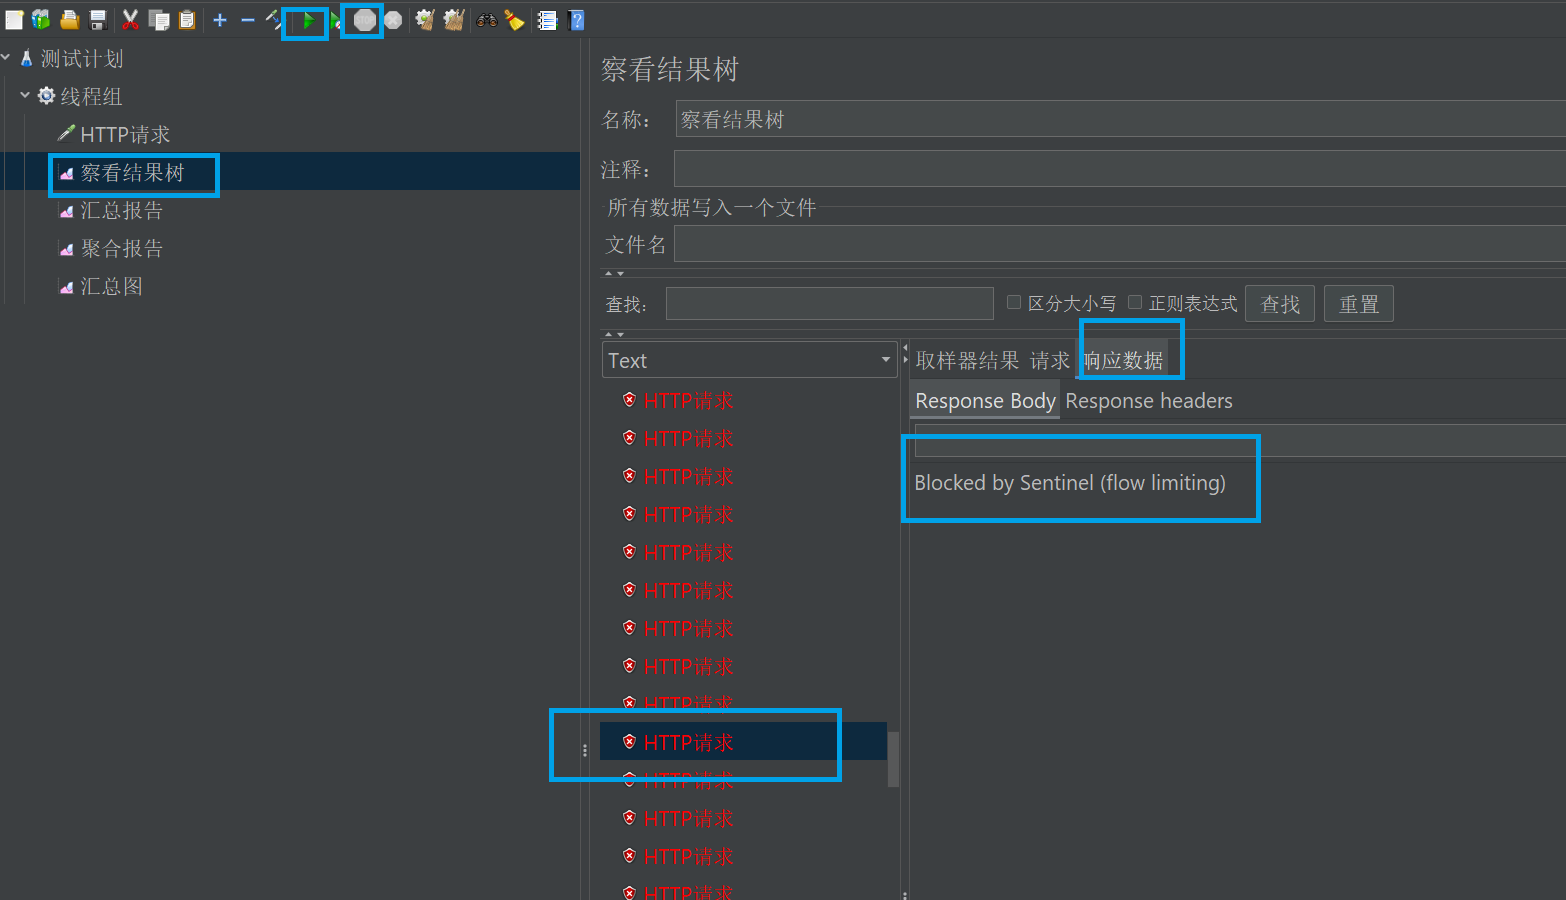 STOP
测试计划
线程组
HTTP请求
察看结果树
汇总报告
聚合报告
汇总图
察看结果树
名称：
察看结果树
注释：
所有数据写入一个文件
文件名
查找：
区分大小写
正则表达式
查找
重置
Text
取样器结果 请求 响应数据
Response Body Response headers
Blocked by Sentinel (flow limiting)
HTTP请求
HTTP请求
HTTP请求
HTTP请求
HTTP请求
HTTP请求
HTTP请求
HTTP请求
HTTP请求
HTTP请求
HTTP请求
HTTP请求
HTTP请求
HTTP请求